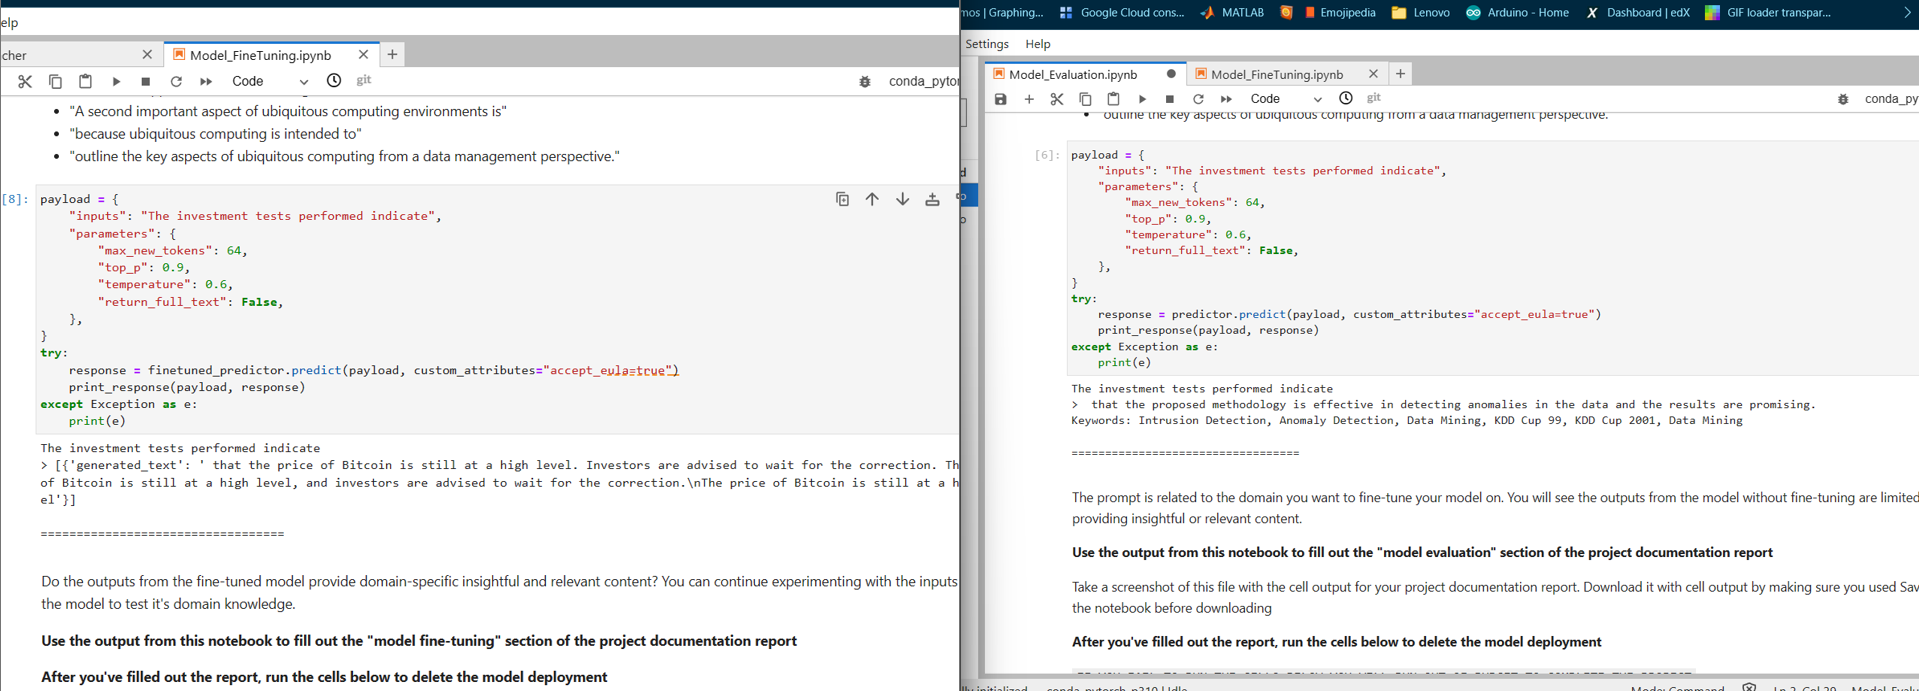 elp
cher
Model_FineTuning.ipynb
Code
git
conda_pytor
"A second important aspect of ubiquitous computing environments is"
"because ubiquitous computing is intended to"
"outline the key aspects of ubiquitous computing from a data management perspective."
[8]:
payload = {
"inputs": "The investment tests performed indicate",
"parameters": {
"max_new_tokens": 64,
"top_p": 0.9,
"temperature": 0.6,
"return_full_text": False,
},
}
try:
response = finetuned_predictor.predict(payload, custom_attributes="accept_eula=true")
print_response(payload, response)
except Exception as e:
print(e)
The investment tests performed indicate
> [{'generated_text': ' that the price of Bitcoin is still at a high level. Investors are advised to wait for the correction. Th
of Bitcoin is still at a high level, and investors are advised to wait for the correction.\nThe price of Bitcoin is still at a h
el'}]
=================================
Do the outputs from the fine-tuned model provide domain-specific insightful and relevant content? You can continue experimenting with the inputs
the model to test it's domain knowledge.
Use the output from this notebook to fill out the "model fine-tuning" section of the project documentation report
After you've filled out the report, run the cells below to delete the model deployment
mos | Graphing...
Google Cloud cons...
MATLAB
Emojipedia
Lenovo
Arduino - Home
Dashboard | edX
GIF loader transpar...
Settings
Help
Model_Evaluation.ipynb
Model_FineTuning.ipynb
Code
git
conda_py
outline the key aspects of ubiquitous computing from a data management perspective.
[6]:
payload = {
"inputs": "The investment tests performed indicate",
"parameters": {
"max_new_tokens": 64,
"top_p": 0.9,
"temperature": 0.6,
"return_full_text": False,
},
}
try:
response = predictor.predict(payload, custom_attributes="accept_eula=true")
print_response(payload, response)
except Exception as e:
print(e)
The investment tests performed indicate
> that the proposed methodology is effective in detecting anomalies in the data and the results are promising.
Keywords: Intrusion Detection, Anomaly Detection, Data Mining, KDD Cup 99, KDD Cup 2001, Data Mining
=================================
The prompt is related to the domain you want to fine-tune your model on. You will see the outputs from the model without fine-tuning are limited
providing insightful or relevant content.
Use the output from this notebook to fill out the "model evaluation" section of the project documentation report
Take a screenshot of this file with the cell output for your project documentation report. Download it with cell output by making sure you used Sav
the notebook before downloading
After you've filled out the report, run the cells below to delete the model deployment